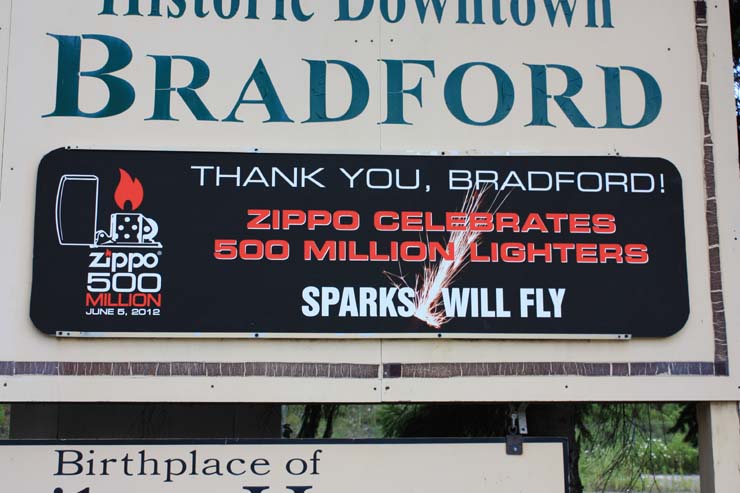 Historic Downtown
BRADFORD
THANK YOU, BRADFORD!
ZIPPO CELEBRATES
500 MILLION LIGHTERS
SPARKS WILL FLY
zippo®
500
MILLION
JUNE 5, 2012
Birthplace of